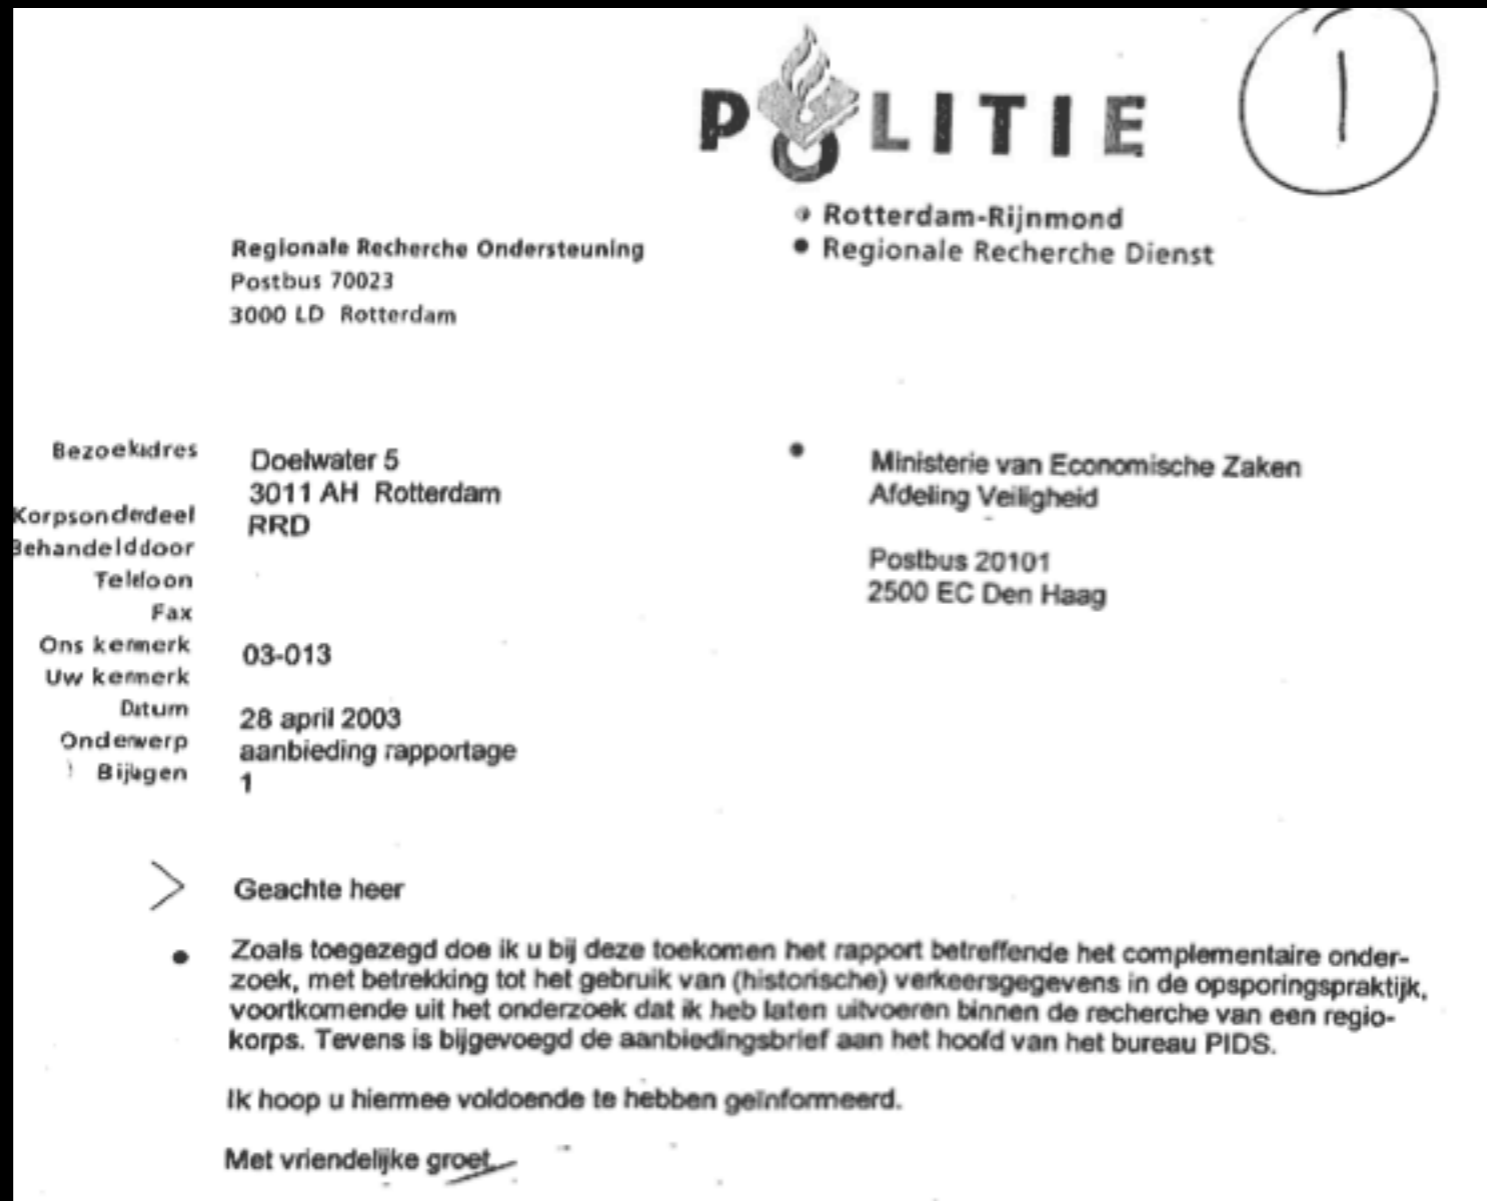 POLITIE
1
Rotterdam-Rijnmond
Regionale Recherche Dienst
Regionale Recherche Ondersteuning
Postbus 70023
3000 LD Rotterdam
Bezoekadres
Doelwater 5
3011 AH Rotterdam
Korpsonderdeel
RRD
Behandeld door
Telefoon
Fax
Ons kenmerk
03-013
Uw kenmerk
Datum
28 april 2003
Onderwerp
aanbieding rapportage
Bijlagen
1
Ministerie van Economische Zaken
Afdeling Veiligheid
Postbus 20101
2500 EC Den Haag
Geachte heer
Zoals toegezegd doe ik u bij deze toekomen het rapport betreffende het complementaire onder-
zoek, met betrekking tot het gebruik van (historische) verkeersgegevens in de opsporingspraktijk,
voortkomende uit het onderzoek dat ik heb laten uitvoeren binnen de recherche van een regio-
korps. Tevens is bijgevoegd de aanbiedingsbrief aan het hoofd van het bureau PIDS.
Ik hoop u hiermee voldoende te hebben geïnformeerd.
Met vriendelijke groet